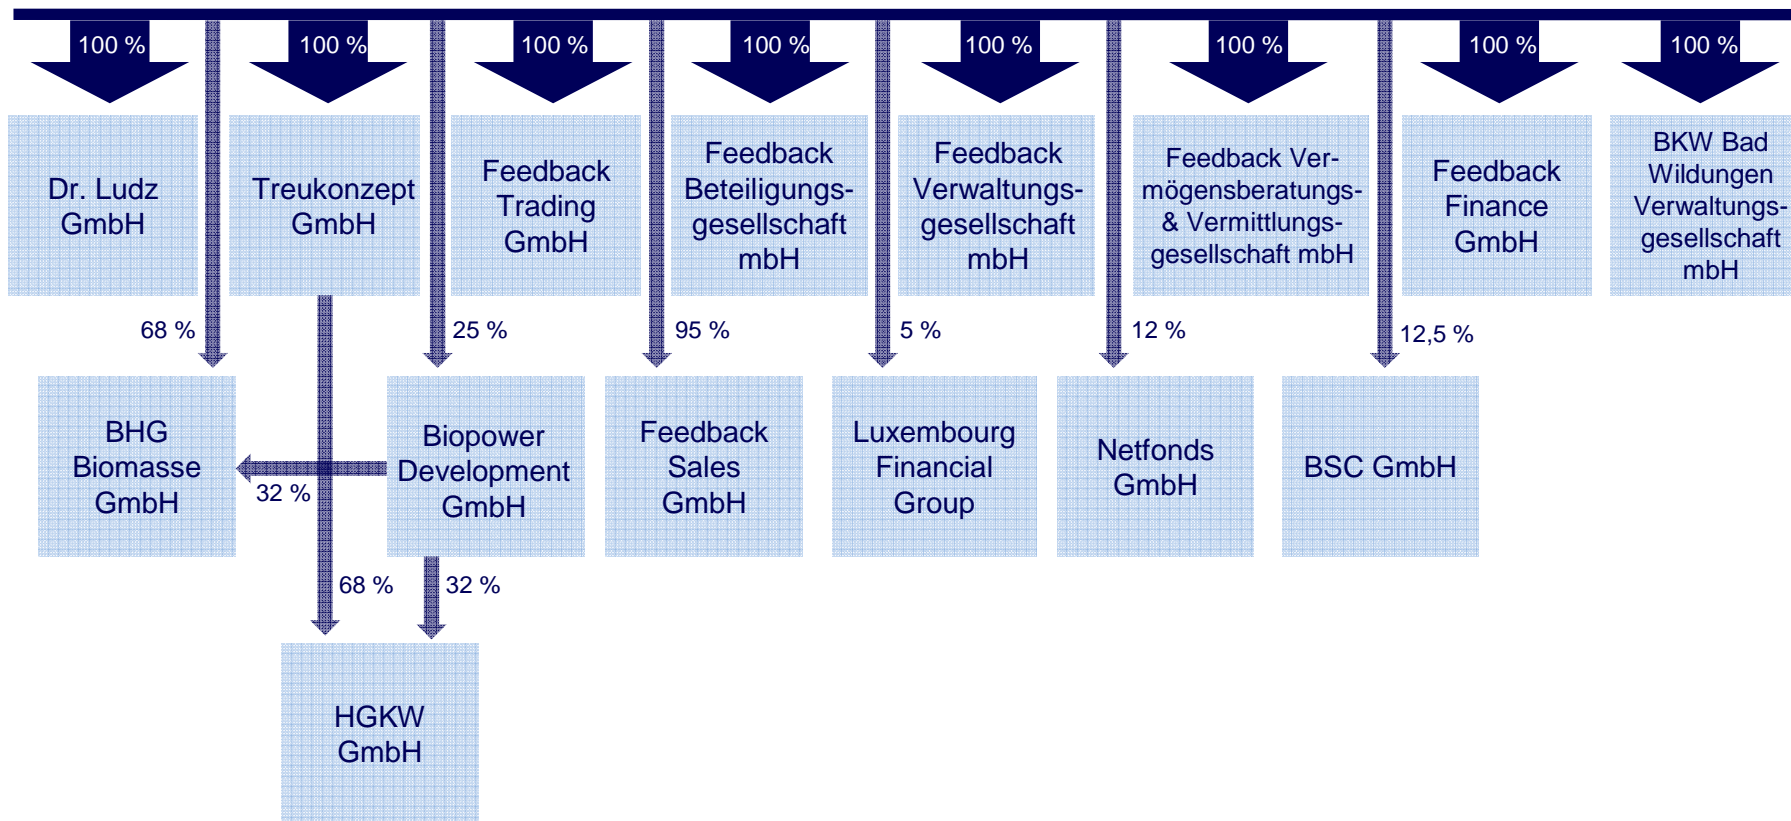 100 %
100 %
100 %
100 %
100 %
100 %
100 %
100 %
Dr. Ludz
GmbH
Treukonzept
GmbH
Feedback
Trading
GmbH
Feedback
Beteiligungs-
gesellschaft
mbH
Feedback
Verwaltungs-
gesellschaft
mbH
Feedback Ver-
mögensberatungs-
& Vermittlungs-
gesellschaft mbH
Feedback
Finance
GmbH
BKW Bad
Wildungen
Verwaltungs-
gesellschaft
mbH
68 %
25 %
95 %
5 %
12 %
12,5 %
BHG
Biomasse
GmbH
32 %
Biopower
Development
GmbH
Feedback
Sales
GmbH
Luxembourg
Financial
Group
Netfonds
GmbH
BSC GmbH
68 %
32 %
HGKW
GmbH